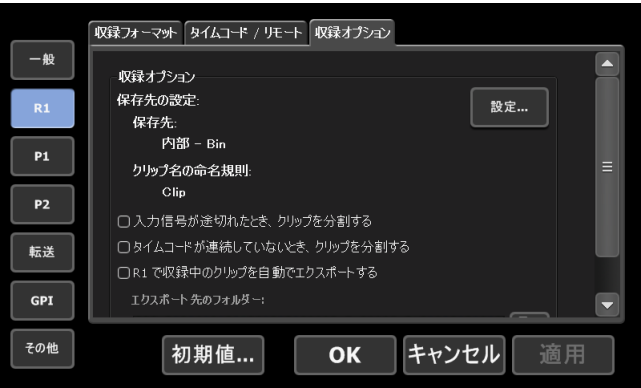 収録フォーマット
タイムコード / リモート
収録オプション
一般
R1
P1
P2
転送
GPI
その他
収録オプション
保存先の設定:
設定...
保存先:
内部 - Bin
クリップ名の命名規則:
Clip
入力信号が途切れたとき、クリップを分割する
タイムコードが連続していないとき、クリップを分割する
R1 で収録中のクリップを自動でエクスポートする
エクスポート先のフォルダー:
初期値...
OK
キャンセル
適用